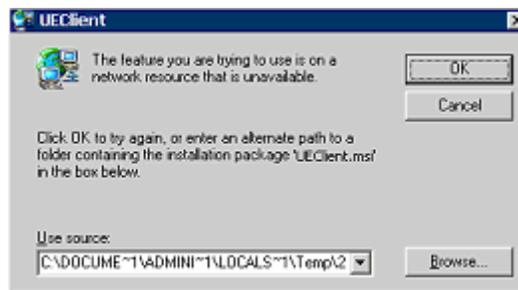 UEClient
The feature you are trying to use is on a
network resource that is unavailable.
OK
Cancel
Click OK to try again, or enter an alternate path to a
folder containing the installation package 'UEClient.msi'
in the box below.
Use source:
C:\DOCUME~1\ADMINI~1\LOCALS~1\Temp\2
Browse...